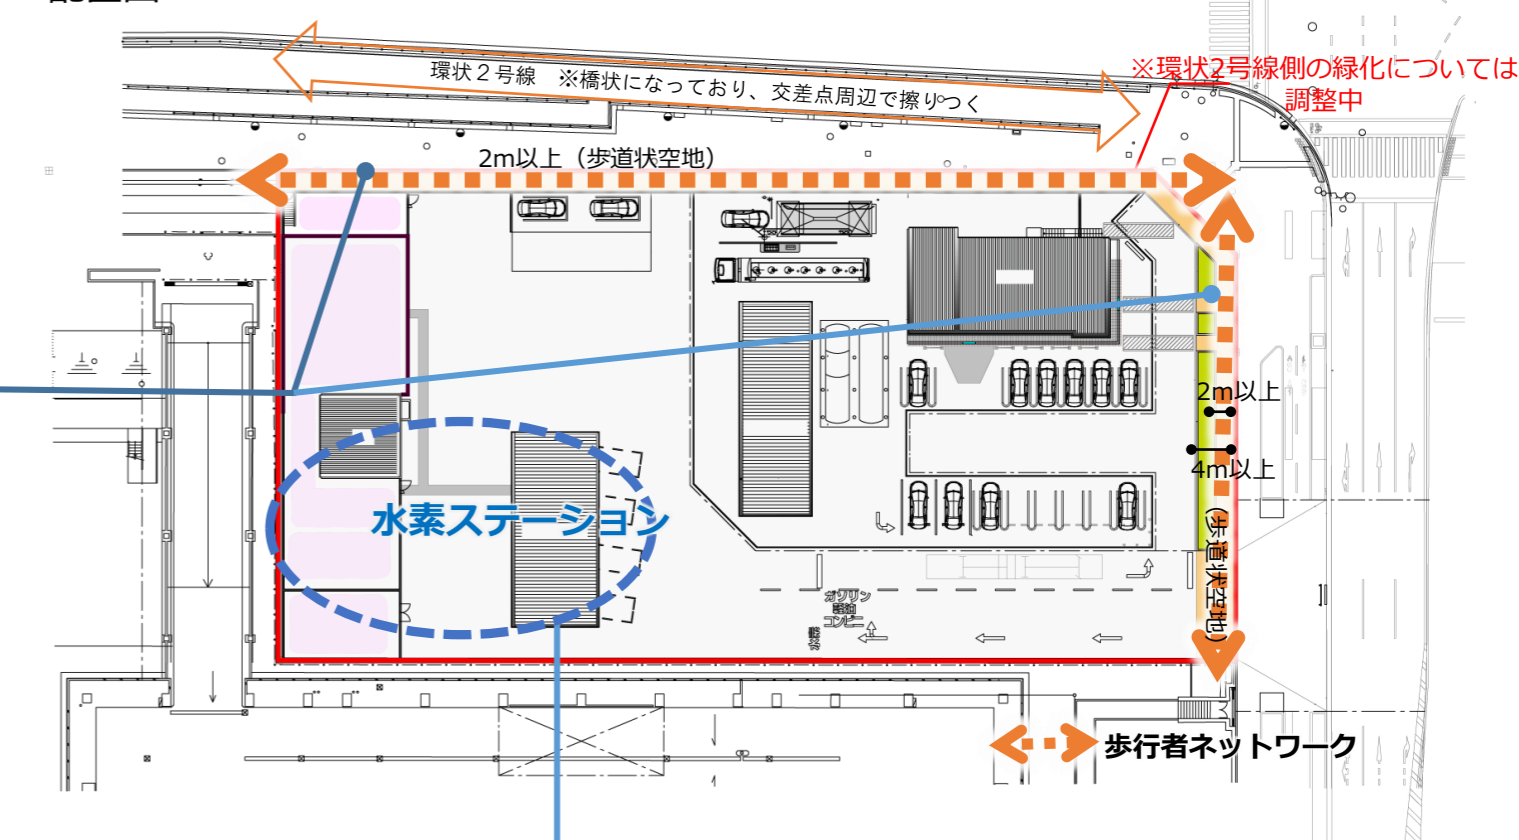 環状２号線　※橋状になっており、交差点周辺で擦りつく
※環状2号線側の緑化については
調整中
2m以上（歩道状空地）
2m以上
4m以上
（歩道状空地）
水素ステーション
ガソリン
軽油
コンビニ
水素
歩行者ネットワーク